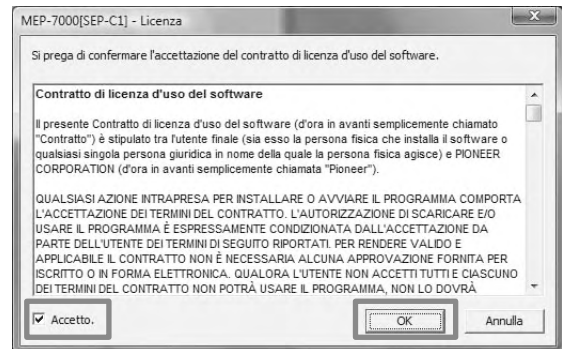 MEP-7000[SEP-C1] - Licenza
Si prega di confermare l'accettazione del contratto di licenza d'uso del software.
Contratto di licenza d'uso del software
Il presente Contratto di licenza d'uso del software (d'ora in avanti semplicemente chiamato
"Contratto") è stipulato tra l'utente finale (sia esso la persona fisica che installa il software o
qualsiasi singola persona giuridica in nome della quale la persona fisica agisce) e PIONEER
CORPORATION (d'ora in avanti semplicemente chiamata "Pioneer").
QUALSIASI AZIONE INTRAPRESA PER INSTALLARE O AVVIARE IL PROGRAMMA COMPORTA
L'ACCETTAZIONE DEI TERMINI DEL CONTRATTO. L'AUTORIZZAZIONE DI SCARICARE E/O
USARE IL PROGRAMMA È ESPRESSAMENTE CONDIZIONATA DALL'ACCETTAZIONE DA
PARTE DELL'UTENTE DEI TERMINI DI SEGUITO RIPORTATI. PER RENDERE VALIDO E
APPLICABILE IL CONTRATTO NON È NECESSARIA ALCUNA APPROVAZIONE FORNITA PER
ISCRITTO O IN FORMA ELETTRONICA. QUALORA L'UTENTE NON ACCETTI TUTTI E CIASCUNO
DEI TERMINI DEL CONTRATTO NON POTRÀ USARE IL PROGRAMMA, NON LO DOVRÀ
Accetto.
OK
Annulla